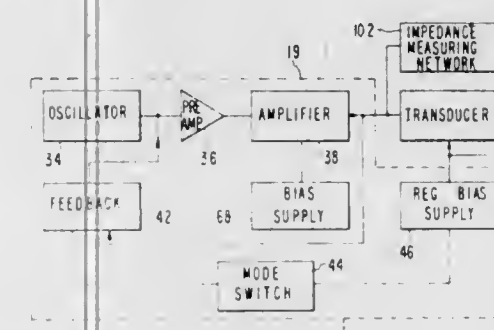 102
IMPEDANCE
MEASURING
NETWORK
19
OSCILLATOR
PRE
AMP
AMPLIFIER
TRANSDUCER
34
36
38
FEEDBACK
42
68
BIAS
SUPPLY
REG BIAS
SUPPLY
46
MODE
SWITCH
44